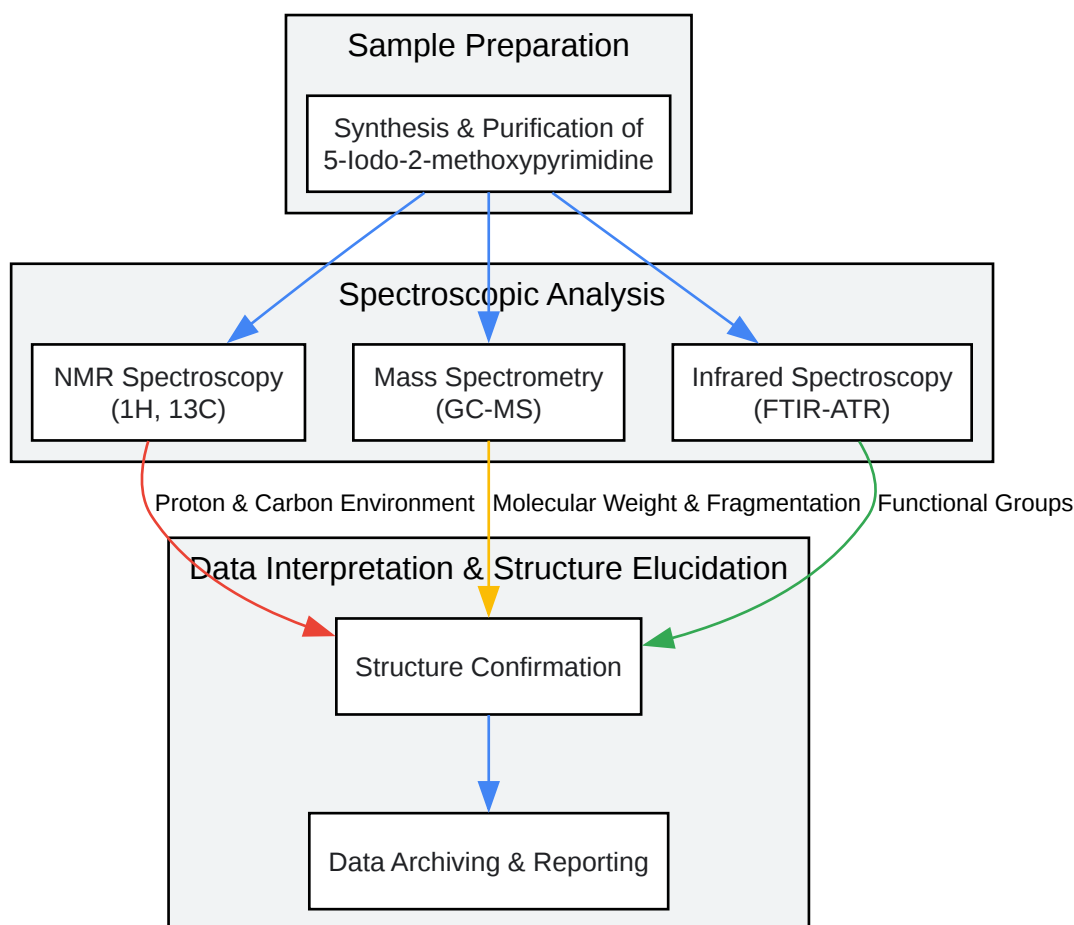 Sample Preparation
Synthesis & Purification of
5-Iodo-2-methoxypyrimidine
Spectroscopic Analysis
NMR Spectroscopy
(1H, 13C)
Mass Spectrometry
(GC-MS)
Infrared Spectroscopy
(FTIR-ATR)
Proton & Carbon Environment
Molecular Weight & Fragmentation
Functional Groups
Data Interpretation & Structure Elucidation
Structure Confirmation
Data Archiving & Reporting